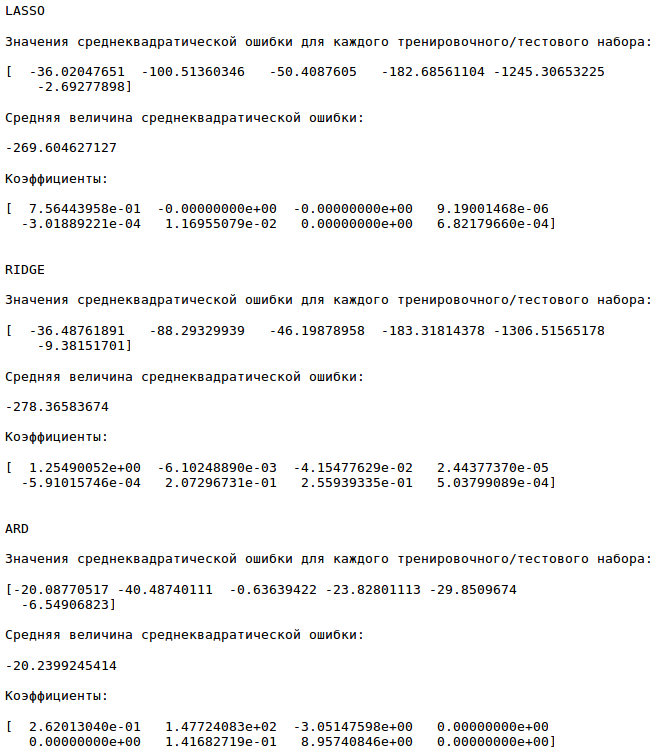 LASSO
Значения среднеквадратической ошибки для каждого тренировочного/тестового набора:
[  -36.02047651  -100.51360346   -50.4087605   -182.68561104 -1245.30653225
    -2.69277898]
Средняя величина среднеквадратической ошибки:
-269.604627127
Коэффициенты:
[  7.56443958e-01  -0.00000000e+00  -0.00000000e+00   9.19001468e-06
  -3.01889221e-04   1.16955079e-02   0.00000000e+00   6.82179660e-04]
RIDGE
Значения среднеквадратической ошибки для каждого тренировочного/тестового набора:
[  -36.48761891   -88.29329939   -46.19878958  -183.31814378 -1306.51565178
    -9.38151701]
Средняя величина среднеквадратической ошибки:
-278.36583674
Коэффициенты:
[  1.25490052e+00  -6.10248890e-03  -4.15477629e-02   2.44377370e-05
  -5.91015746e-04   2.07296731e-01   2.55939335e-01   5.03799089e-04]
ARD
Значения среднеквадратической ошибки для каждого тренировочного/тестового набора:
[-20.08770517 -40.48740111  -0.63639422 -23.82801113 -29.8509674
  -6.54906823]
Средняя величина среднеквадратической ошибки:
-20.2399245414
Коэффициенты:
[  2.62013040e-01   1.47724083e+02  -3.05147598e+00   0.00000000e+00
   0.00000000e+00   1.41682719e-01   8.95740846e+00   0.00000000e+00]